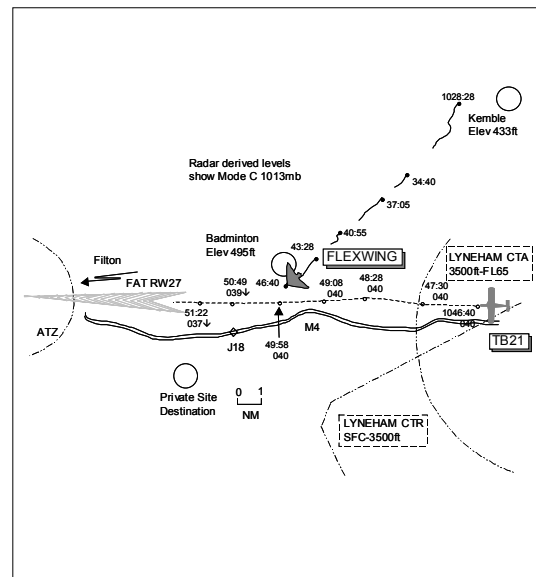 1028:28
Kemble
Elev 433ft
Radar derived levels
show Mode C 1013mb
34:40
37:05
40:55
Badminton
Elev 495ft
43:28
FLEXWING
LYNEHAM CTA
3500ft-FL65
Filton
FAT RW27
50:49
039↓
46:40
49:08
040
48:28
040
47:30
040
1046:40
040
51:22
037↓
ATZ
J18
49:58
040
M4
TB21
Private Site
Destination
0 1
NM
LYNEHAM CTR
SFC-3500ft